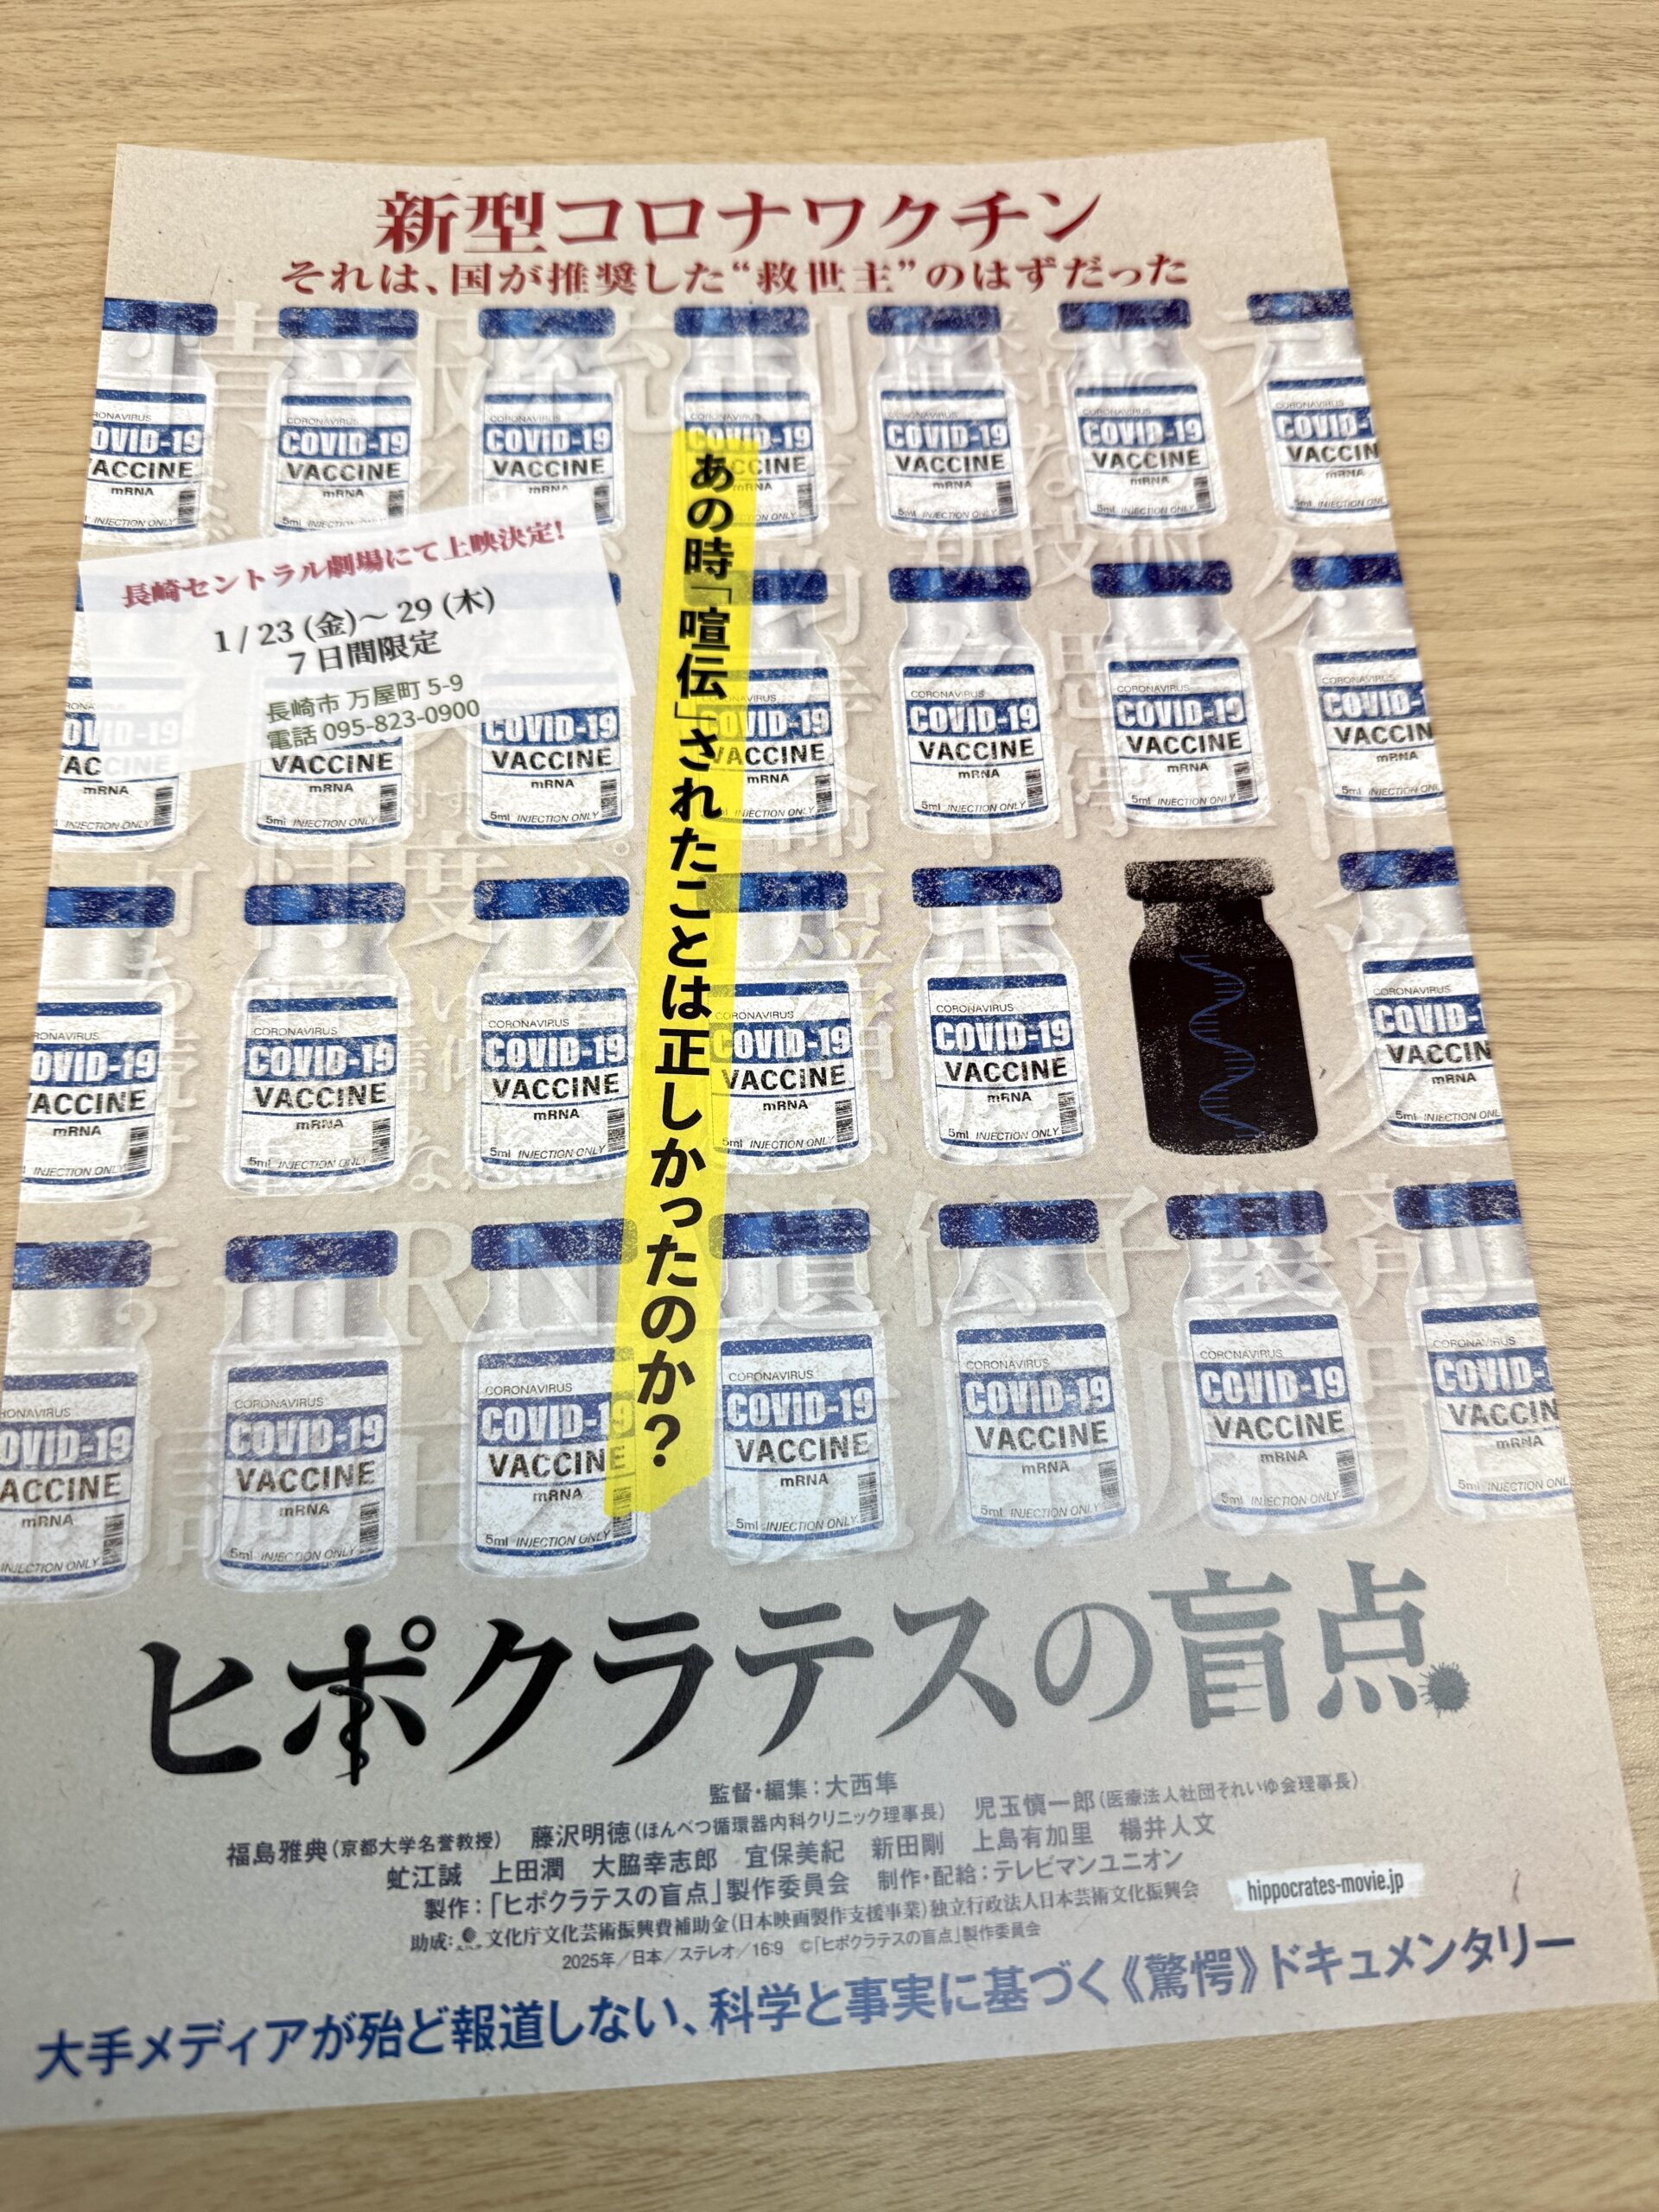 新型コロナワクチン
それは、国が推奨した“救世主”のはずだった
あの時「喧伝」されたことは正しかったのか?
長崎セントラル劇場にて上映決定!
1/23(金)～29(木)
7日間限定
長崎市 万屋町 5-9
電話 095-823-0900
CORONAVIRUS
COVID-19
VACCINE
mRNA
5ml INJECTION ONLY
情報統制
mRNA遺伝子製剤
ヒポクラテスの盲点
監督・編集:大西隼
福島雅典(京都大学名誉教授) 藤沢明徳(ほんべつ循環器内科クリニック理事長) 児玉慎一郎(医療法人社団それいゆ会理事長)
虻江誠 上田潤 大脇幸志郎 宜保美紀 新田剛 上島有加里 楊井人文
製作:「ヒポクラテスの盲点」製作委員会 制作・配給:テレビマンユニオン
助成: 文化庁文化芸術振興費補助金(日本映画製作支援事業)独立行政法人日本芸術文化振興会
2025年/日本/ステレオ/16:9 ©「ヒポクラテスの盲点」製作委員会
hippocrates-movie.jp
大手メディアが殆ど報道しない、科学と事実に基づく《驚愕》ドキュメンタリー